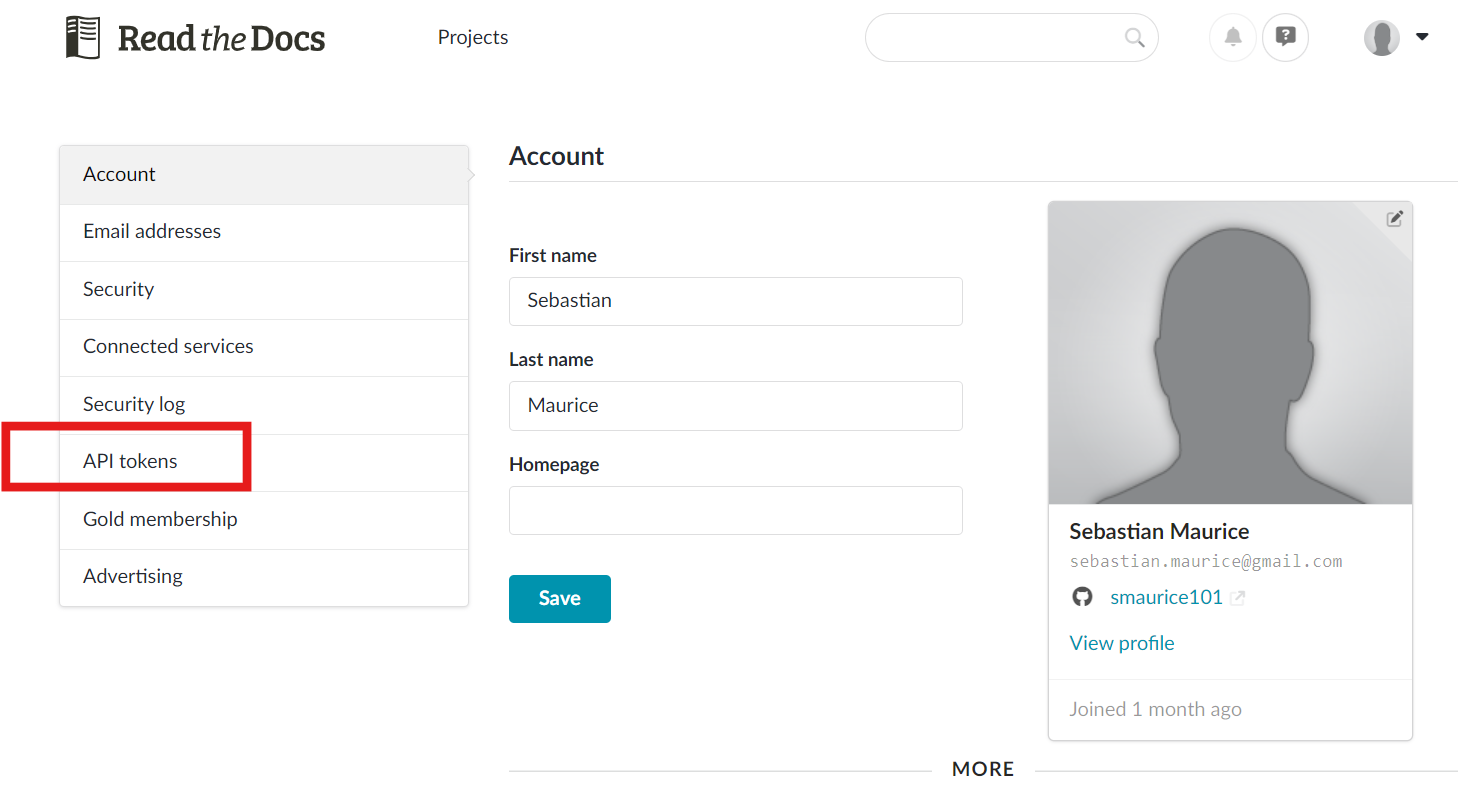 Read the Docs
Projects
Account
Email addresses
Security
Connected services
Security log
API tokens
Gold membership
Advertising
Account
First name
Sebastian
Last name
Maurice
Homepage
Save
Sebastian Maurice
sebastian.maurice@gmail.com
smaurice101
View profile
Joined 1 month ago
MORE